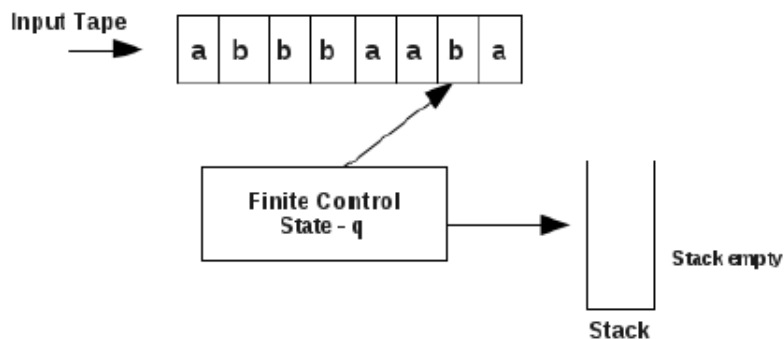 Input Tape
a b b b a a b a
Finite Control
State - q
Stack empty
Stack